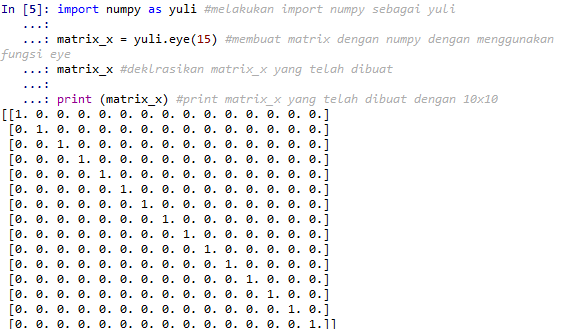 In [5]: import numpy as yuli #melakukan import numpy sebagai yuli
   ...:
   ...: matrix_x = yuli.eye(15) #membuat matrix dengan numpy dengan menggunakan
fungsi eye
   ...: matrix_x #deklrasikan matrix_x yang telah dibuat
   ...:
   ...: print (matrix_x) #print matrix_x yang telah dibuat dengan 10x10
[[1. 0. 0. 0. 0. 0. 0. 0. 0. 0. 0. 0. 0. 0. 0.]
 [0. 1. 0. 0. 0. 0. 0. 0. 0. 0. 0. 0. 0. 0. 0.]
 [0. 0. 1. 0. 0. 0. 0. 0. 0. 0. 0. 0. 0. 0. 0.]
 [0. 0. 0. 1. 0. 0. 0. 0. 0. 0. 0. 0. 0. 0. 0.]
 [0. 0. 0. 0. 1. 0. 0. 0. 0. 0. 0. 0. 0. 0. 0.]
 [0. 0. 0. 0. 0. 1. 0. 0. 0. 0. 0. 0. 0. 0. 0.]
 [0. 0. 0. 0. 0. 0. 1. 0. 0. 0. 0. 0. 0. 0. 0.]
 [0. 0. 0. 0. 0. 0. 0. 1. 0. 0. 0. 0. 0. 0. 0.]
 [0. 0. 0. 0. 0. 0. 0. 0. 1. 0. 0. 0. 0. 0. 0.]
 [0. 0. 0. 0. 0. 0. 0. 0. 0. 1. 0. 0. 0. 0. 0.]
 [0. 0. 0. 0. 0. 0. 0. 0. 0. 0. 1. 0. 0. 0. 0.]
 [0. 0. 0. 0. 0. 0. 0. 0. 0. 0. 0. 1. 0. 0. 0.]
 [0. 0. 0. 0. 0. 0. 0. 0. 0. 0. 0. 0. 1. 0. 0.]
 [0. 0. 0. 0. 0. 0. 0. 0. 0. 0. 0. 0. 0. 1. 0.]
 [0. 0. 0. 0. 0. 0. 0. 0. 0. 0. 0. 0. 0. 0. 1.]]